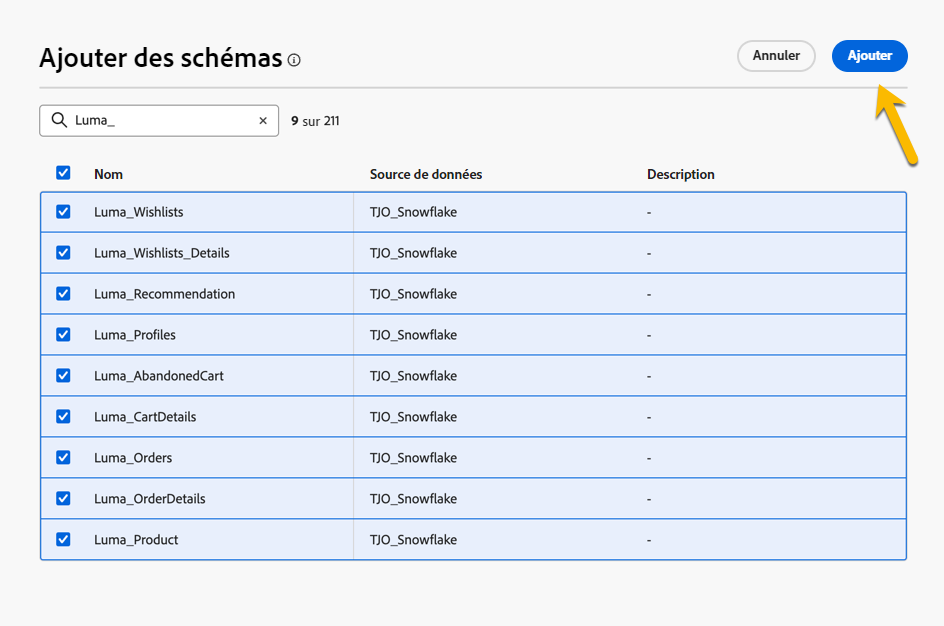 Ajouter des schémas
Annuler
Ajouter
Luma_
9 sur 211
Nom Source de données Description
Luma_Wishlists TJO_Snowflake -
Luma_Wishlists_Details TJO_Snowflake -
Luma_Recommendation TJO_Snowflake -
Luma_Profiles TJO_Snowflake -
Luma_AbandonedCart TJO_Snowflake -
Luma_CartDetails TJO_Snowflake -
Luma_Orders TJO_Snowflake -
Luma_OrderDetails TJO_Snowflake -
Luma_Product TJO_Snowflake -